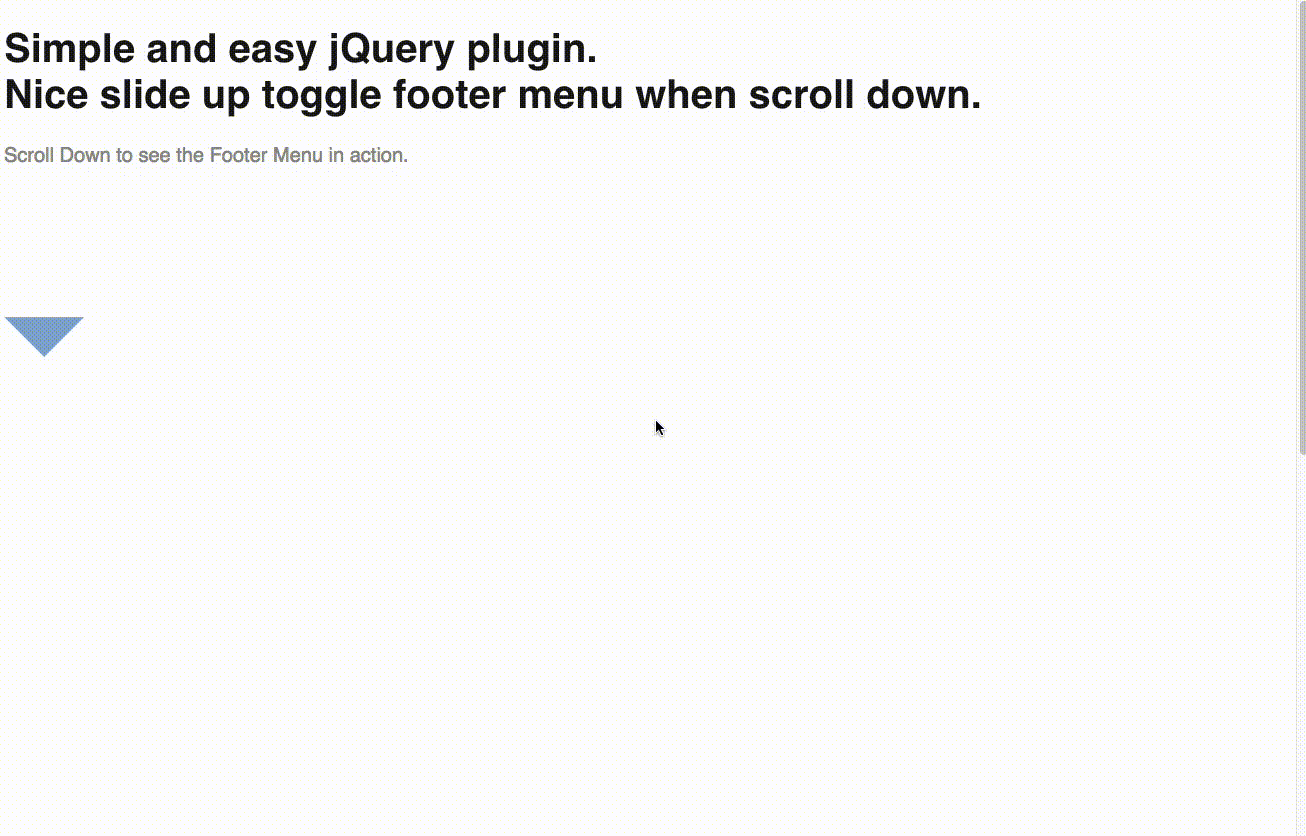 Simple and easy jQuery plugin.
Nice slide up toggle footer menu when scroll down.
Scroll Down to see the Footer Menu in action.